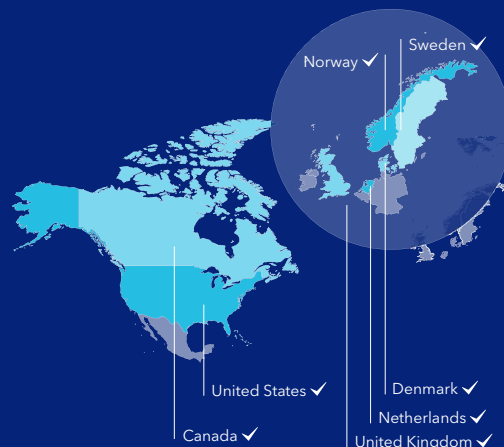 Sweden ✓
Norway ✓
United States ✓
Denmark ✓
Netherlands ✓
Canada ✓
United Kingdom ✓